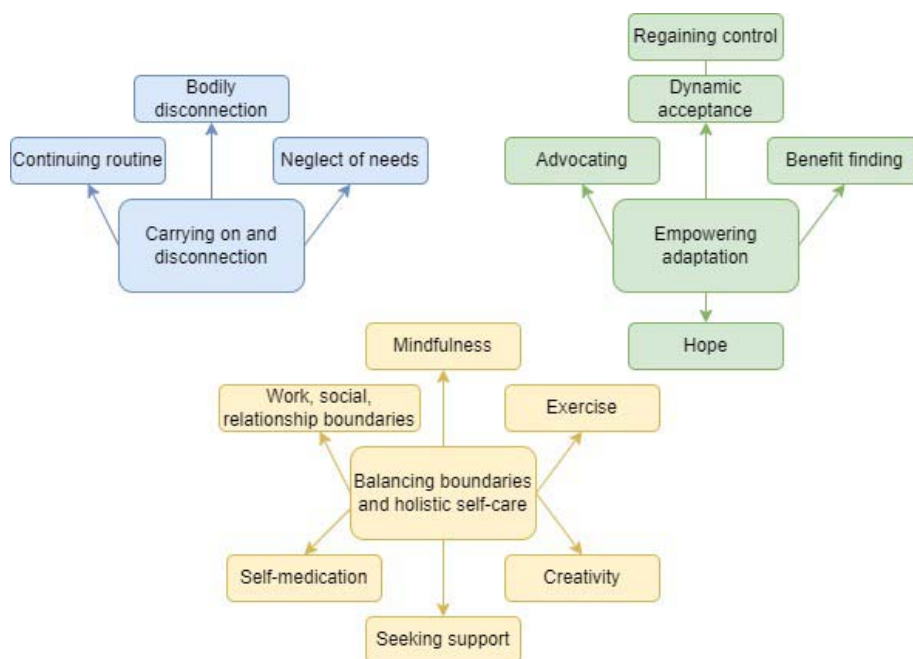 Regaining control
Bodily
disconnection
Dynamic
acceptance
Continuing routine
Neglect of needs
Advocating
Benefit finding
Carrying on and
disconnection
Empowering
adaptation
Mindfulness
Hope
Work, social,
relationship boundaries
Exercise
Balancing boundaries
and holistic self-care
Self-medication
Creativity
Seeking support